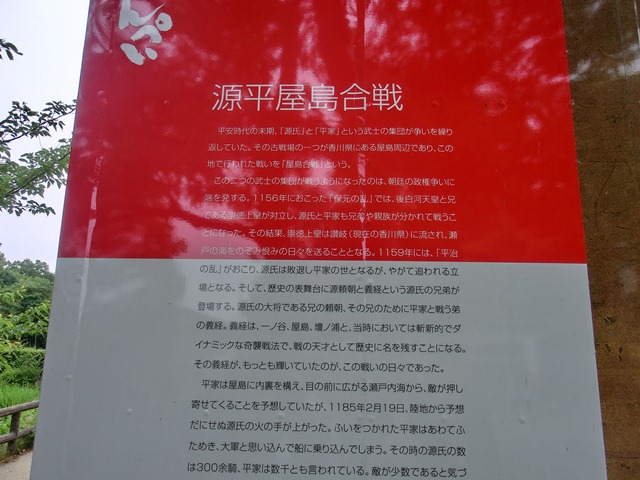 んぺい
源平屋島合戦
平安時代の末期、「源氏」と「平家」という武士の集団が争いを繰り
返していた。その古戦場の一つが香川県にある屋島周辺であり、この
地で行われた戦いを「屋島合戦」という。
この二つの武士の集団が戦うようになったのは、朝廷の政権争いに
端を発する。1156年におこった「保元の乱」では、後白河天皇と兄
である崇徳上皇が対立し、源氏と平家も兄弟や親族が分かれて戦うこ
とになった。その結果、崇徳上皇は讃岐(現在の香川県)に流され、瀬
戸の海をのぞみ恨みの日々を送ることとなる。1159年には、「平治
の乱」がおこり、源氏は敗退し平家の世となるが、やがて追われる立
場となる。そして、歴史の表舞台に源頼朝と義経という源氏の兄弟が
登場する。源氏の大将である兄の頼朝、その兄のために平家と戦う弟
の義経。義経は、一ノ谷、屋島、壇ノ浦と、当時においては斬新的でダ
イナミックな奇襲戦法で、戦の天才として歴史に名を残すことになる。
その義経が、もっとも輝いていたのが、この戦いの日々であった。
平家は屋島に内裏を構え、目の前に広がる瀬戸内海から、敵が押し
寄せてくることを予想していたが、1185年2月19日、陸地から予想
だにせぬ源氏の火の手が上がった。ふいをつかれた平家はあわてふ
ためき、大軍と思い込んで船に乗り込んでしまう。その時の源氏の数
は300余騎、平家は数千とも言われている。敵が少数であると気づ